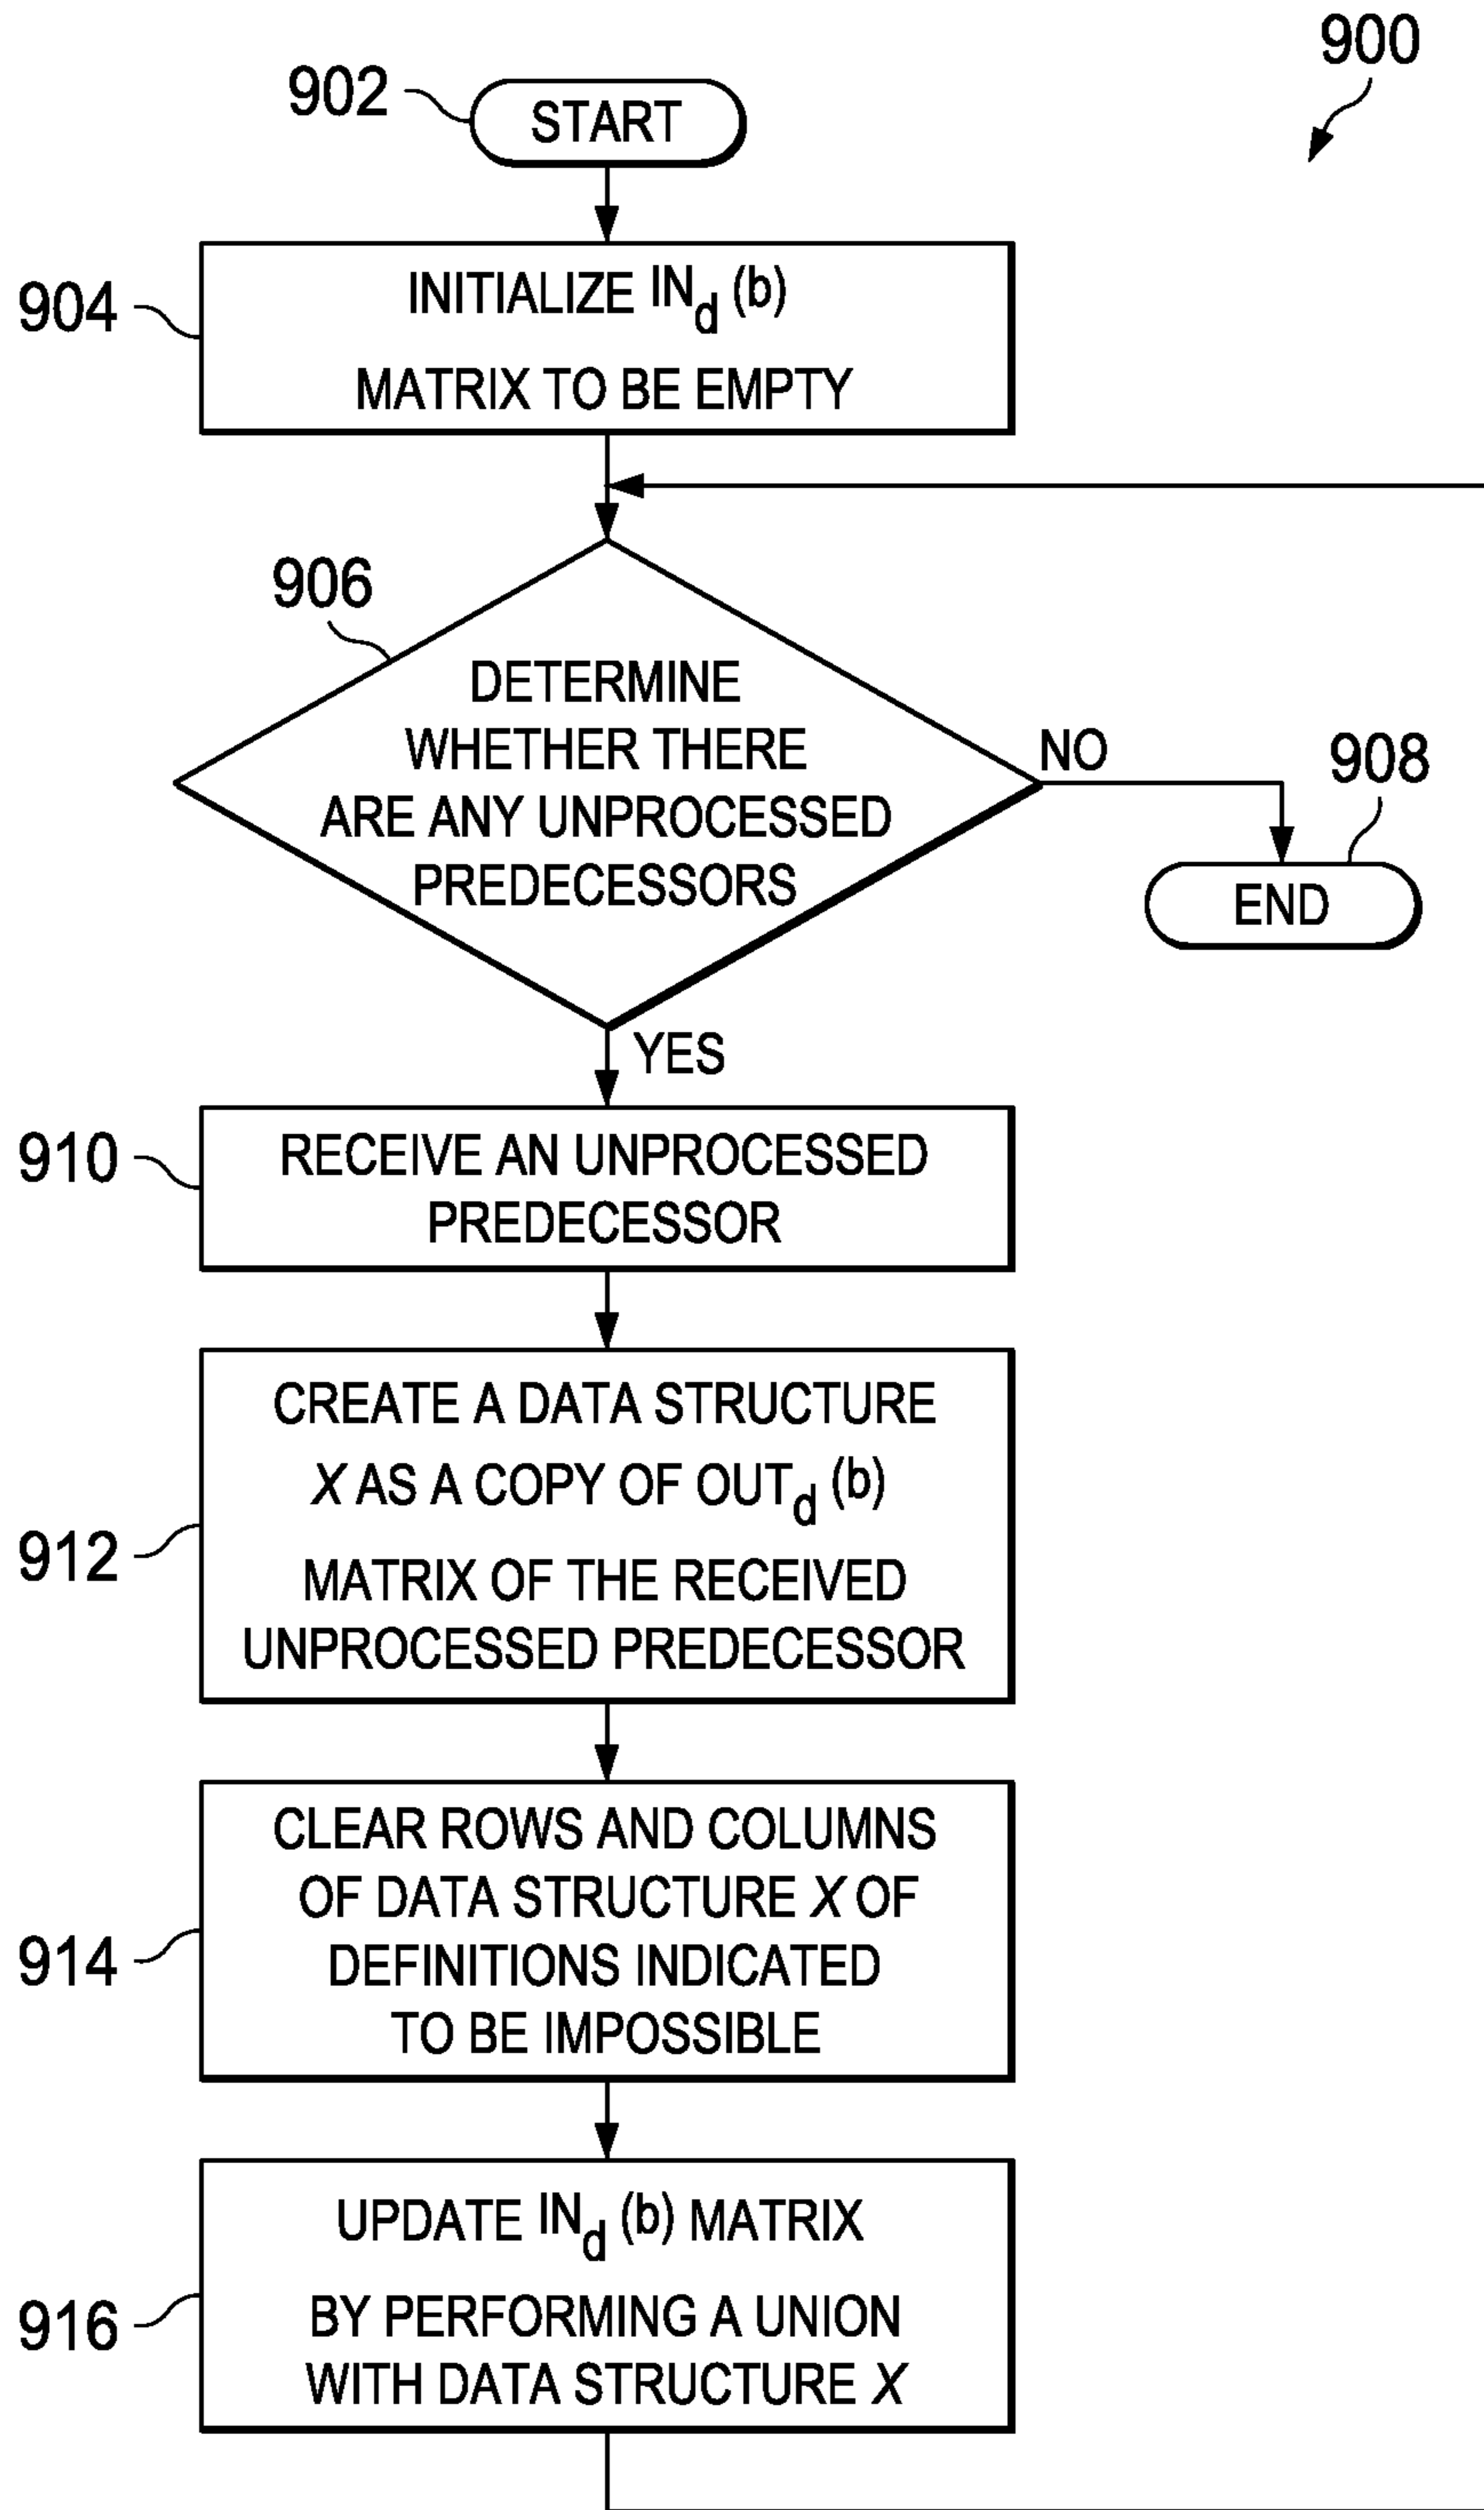 900
902
START
904
INITIALIZE INd (b)
MATRIX TO BE EMPTY
906
DETERMINE
WHETHER THERE
ARE ANY UNPROCESSED
PREDECESSORS
NO
908
END
YES
910
RECEIVE AN UNPROCESSED
PREDECESSOR
912
CREATE A DATA STRUCTURE
X AS A COPY OF OUTd (b)
MATRIX OF THE RECEIVED
UNPROCESSED PREDECESSOR
914
CLEAR ROWS AND COLUMNS
OF DATA STRUCTURE X OF
DEFINITIONS INDICATED
TO BE IMPOSSIBLE
916
UPDATE INd (b) MATRIX
BY PERFORMING A UNION
WITH DATA STRUCTURE X